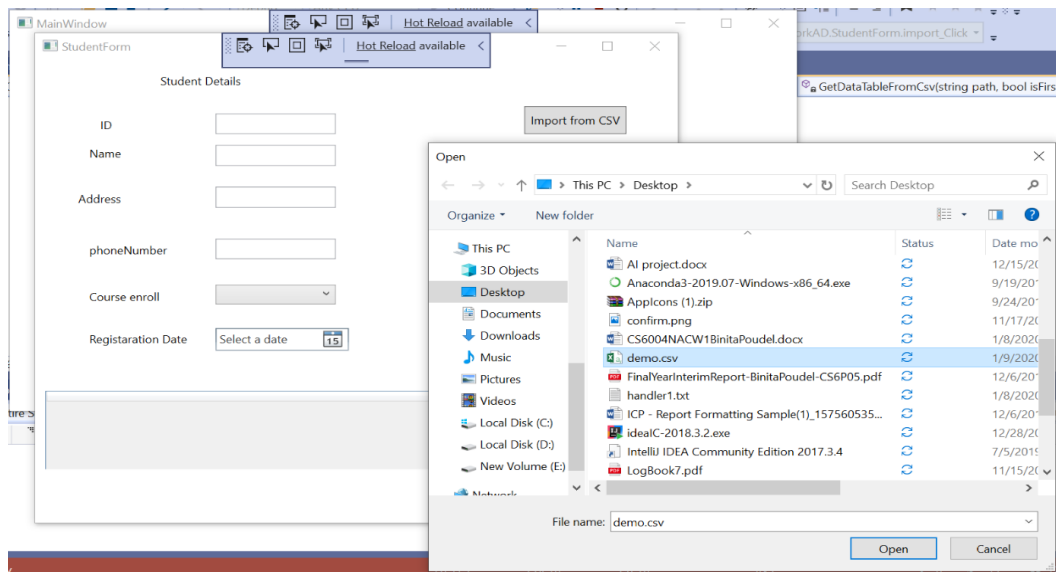 MainWindow
Hot Reload available
StudentForm
Hot Reload available
orkAD.StudentForm.import_Click
GetDataTableFromCsv(string path, bool isFirs
Student Details
ID
Import from CSV
Name
Address
phoneNumber
Course enroll
Registaration Date
Select a date
15
Open
This PC > Desktop >
Search Desktop
Organize
New folder
This PC
3D Objects
Desktop
Documents
Downloads
Music
Pictures
Videos
Local Disk (C:)
Local Disk (D:)
New Volume (E:)
Network
Name Status Date mo
AI project.docx 12/15/20
Anaconda3-2019.07-Windows-x86_64.exe 9/19/201
AppIcons (1).zip 9/24/201
confirm.png 11/17/20
CS6004NACW1BinitaPoudel.docx 1/8/2020
demo.csv 1/9/2020
FinalYearInterimReport-BinitaPoudel-CS6P05.pdf 12/6/201
handler1.txt 1/8/2020
ICP - Report Formatting Sample(1)_157560535... 12/6/201
ideaIC-2018.3.2.exe 12/28/20
IntelliJ IDEA Community Edition 2017.3.4 7/5/2019
LogBook7.pdf 11/15/20
File name: demo.csv
Open
Cancel